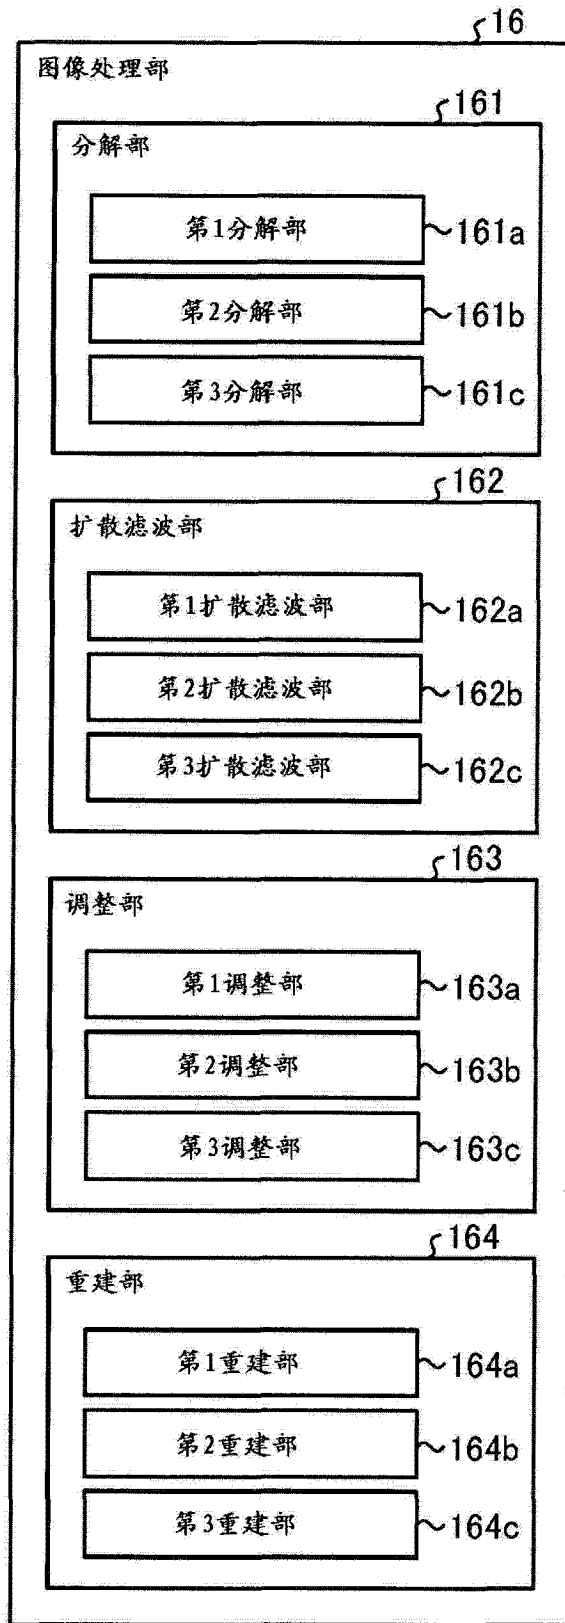 16
图像处理部
161
分解部
第1分解部
161a
第2分解部
161b
第3分解部
161c
162
扩散滤波部
第1扩散滤波部
162a
第2扩散滤波部
162b
第3扩散滤波部
162c
163
调整部
第1调整部
163a
第2调整部
163b
第3调整部
163c
164
重建部
第1重建部
164a
第2重建部
164b
第3重建部
164c